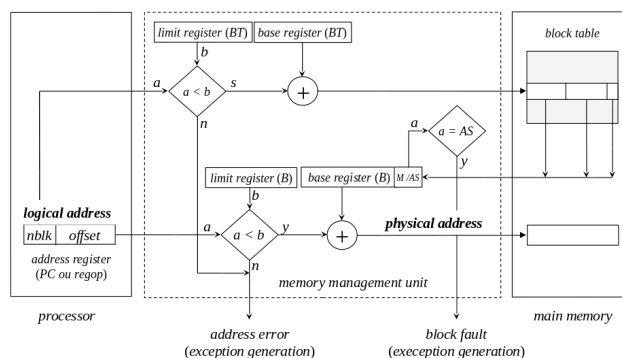 limit register (BT)
base register (BT)
block table
b
a
a < b
s
+
n
a
a = AS
y
limit register (B)
base register (B)
M /AS
b
logical address
nblk
offset
address register
(PC ou regop)
a
a < b
y
+
physical address
n
memory management unit
processor
address error
(exception generation)
block fault
(exeception generation)
main memory